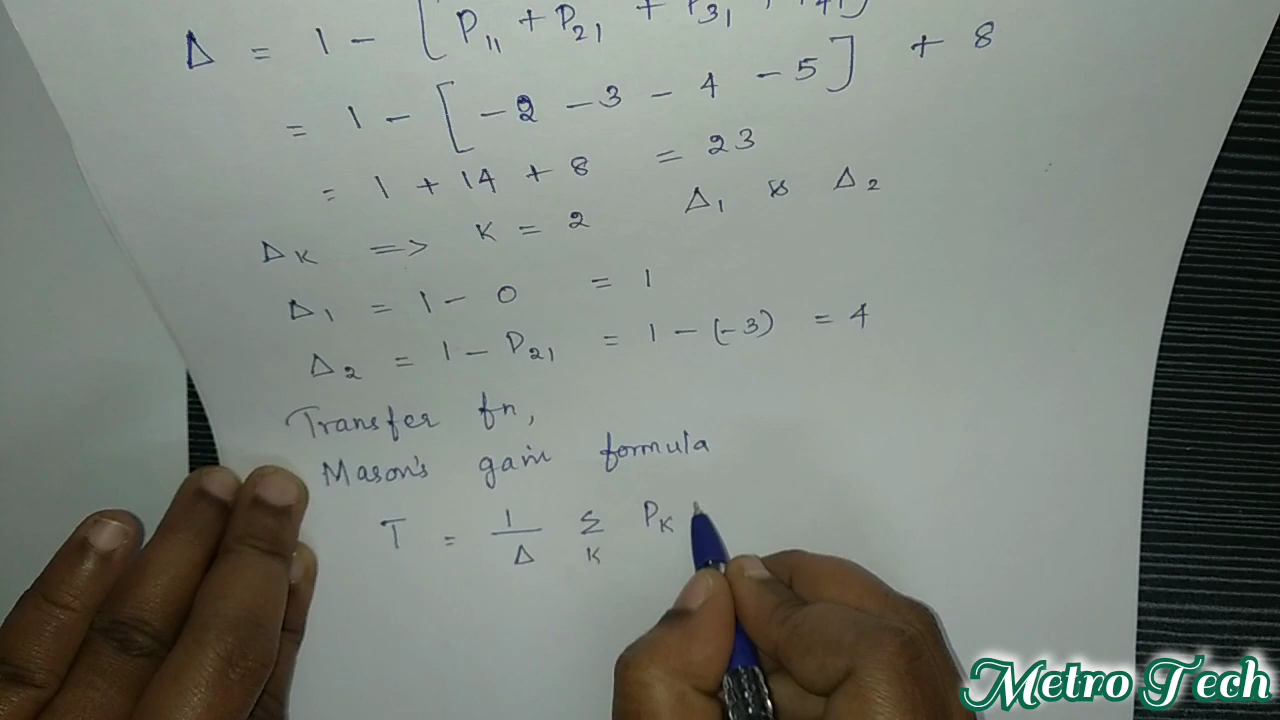 Δ = 1 - [P11 + P21 + P31 + P41]
= 1 - [-2 -3 - 4 - 5] + 8
= 1 + 14 + 8 = 23
ΔK => K = 2 Δ1 & Δ2
Δ1 = 1 - 0 = 1
Δ2 = 1 - P21 = 1 - (-3) = 4
Transfer fn,
Mason's gain formula
T = 1/Δ Σ K PK
Metro Tech